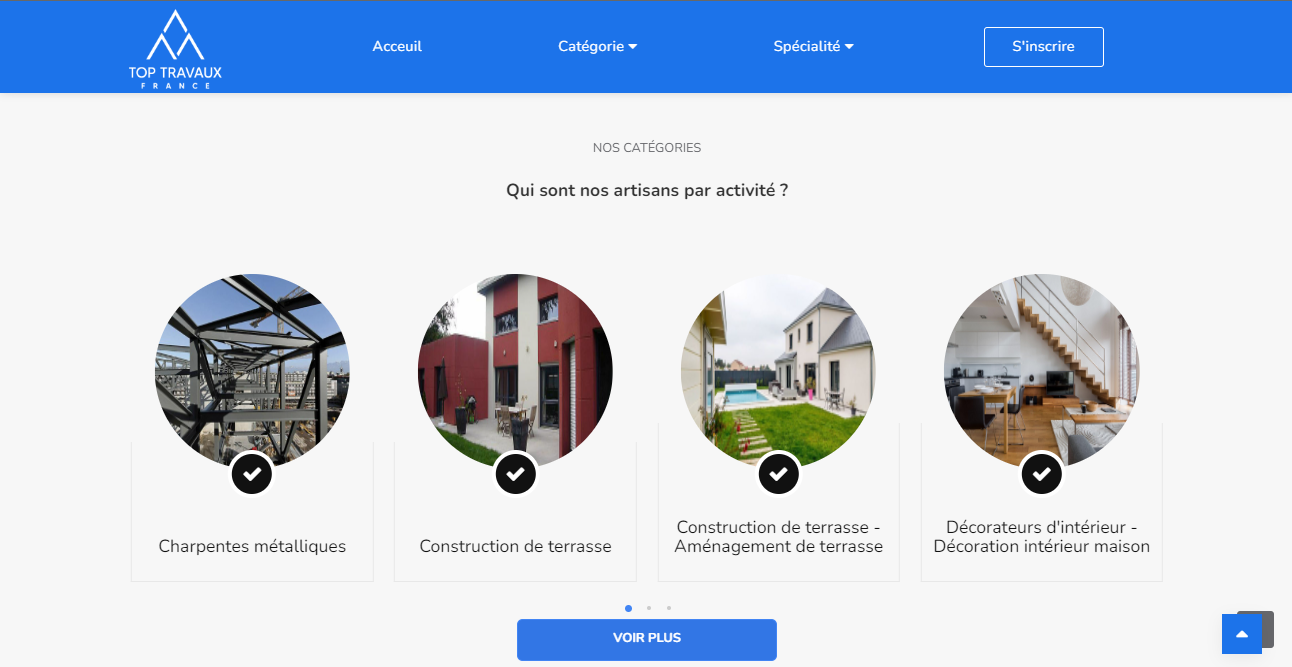 TOP TRAVAUX
FRANCE
Acceuil
Catégorie
Spécialité
S'inscrire
NOS CATÉGORIES
Qui sont nos artisans par activité ?
Charpentes métalliques
Construction de terrasse
Construction de terrasse -
Aménagement de terrasse
Décorateurs d'intérieur -
Décoration intérieur maison
VOIR PLUS